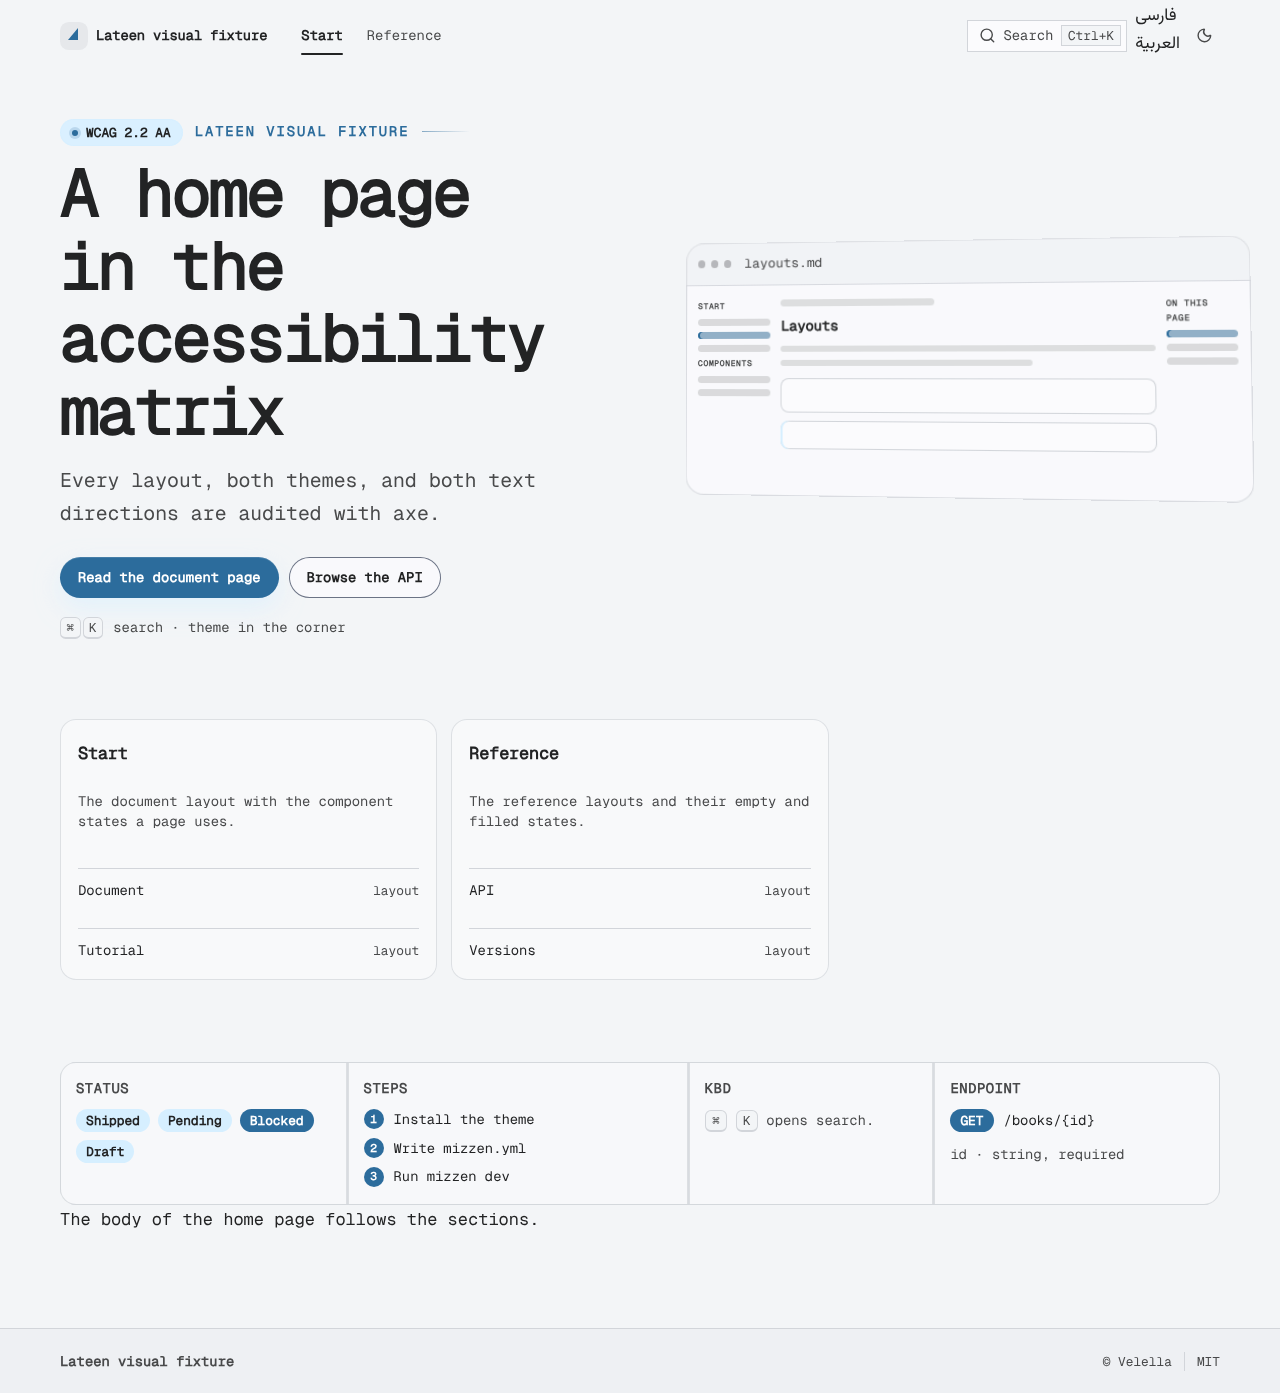 Lateen visual fixture
Start
Reference
Search Ctrl+K
فارسی
العربية
WCAG 2.2 AA
LATEEN VISUAL FIXTURE
A home page
in the
accessibility
matrix
Every layout, both themes, and both text
directions are audited with axe.
Read the document page
Browse the API
⌘ K search · theme in the corner
layouts.md
START
COMPONENTS
Layouts
ON THIS
PAGE
Start
The document layout with the component
states a page uses.
Document layout
Tutorial layout
Reference
The reference layouts and their empty and
filled states.
API layout
Versions layout
STATUS
Shipped Pending Blocked
Draft
STEPS
1 Install the theme
2 Write mizzen.yml
3 Run mizzen dev
KBD
⌘ K opens search.
ENDPOINT
GET /books/{id}
id · string, required
The body of the home page follows the sections.
Lateen visual fixture
© Velella
MIT